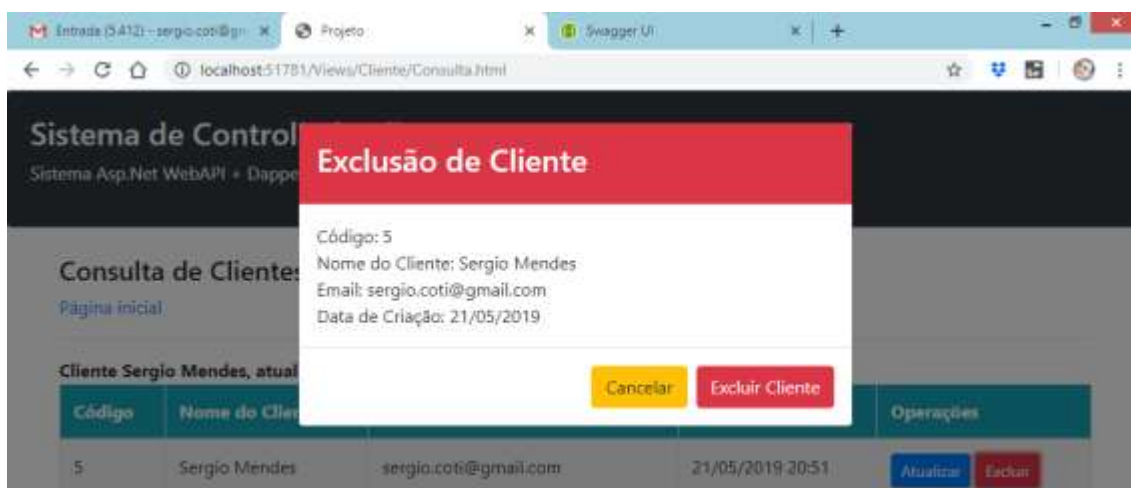 Entrada (5.412) - sergio.coti@gm
Projeto
Swagger UI
localhost:51781/Views/Cliente/Consulta.html
Sistema de Control
Sistema Asp.Net WebAPI + Dappe
Exclusão de Cliente
Código: 5
Nome do Cliente: Sergio Mendes
Email: sergio.coti@gmail.com
Data de Criação: 21/05/2019
Cancelar Excluir Cliente
Consulta de Clientes
Página inicial
Cliente Sergio Mendes, atual
Código Nome do Clien Operações
5 Sergio Mendes sergio.coti@gmail.com 21/05/2019 20:51 Atualizar Excluir